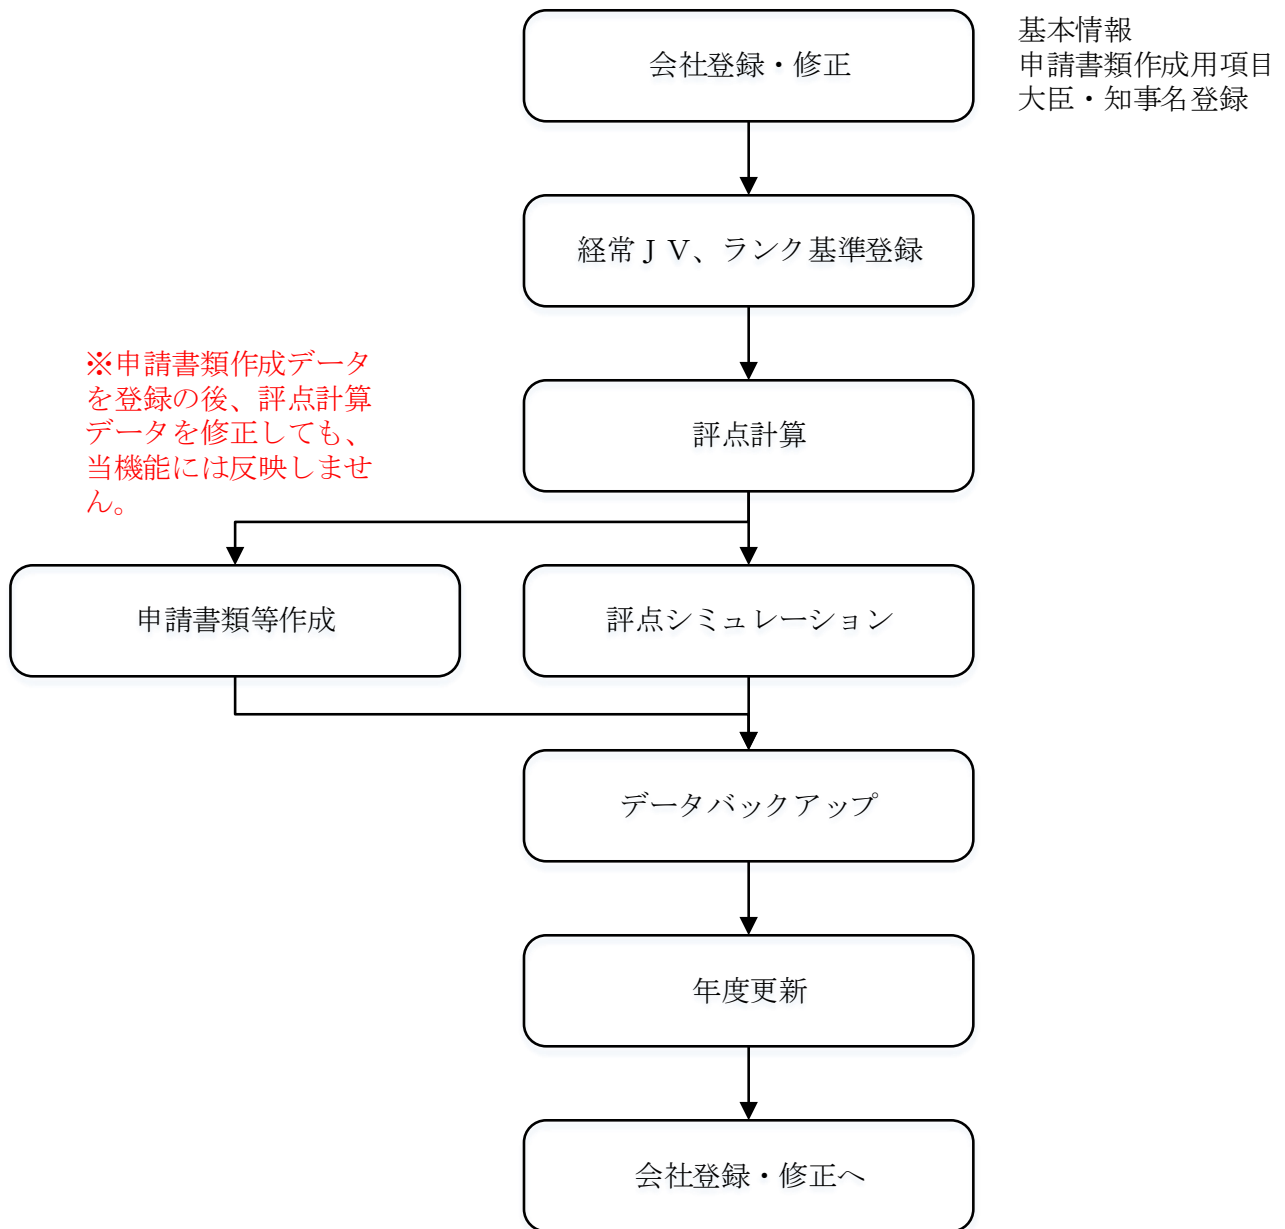 会社登録・修正
基本情報
申請書類作成用項目
大臣・知事名登録
経常ＪＶ、ランク基準登録
※申請書類作成データ
を登録の後、評点計算
データを修正しても、
当機能には反映しませ
ん。
評点計算
申請書類等作成
評点シミュレーション
データバックアップ
年度更新
会社登録・修正へ